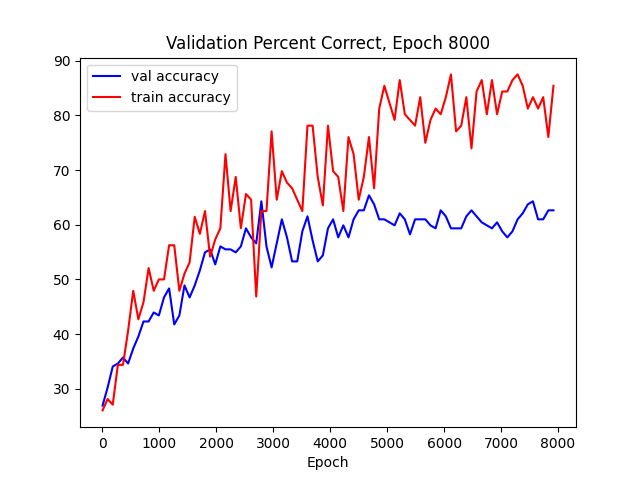 Validation Percent Correct, Epoch 8000
val accuracy
train accuracy
90
80
70
60
50
40
30
0 1000 2000 3000 4000 5000 6000 7000 8000
Epoch